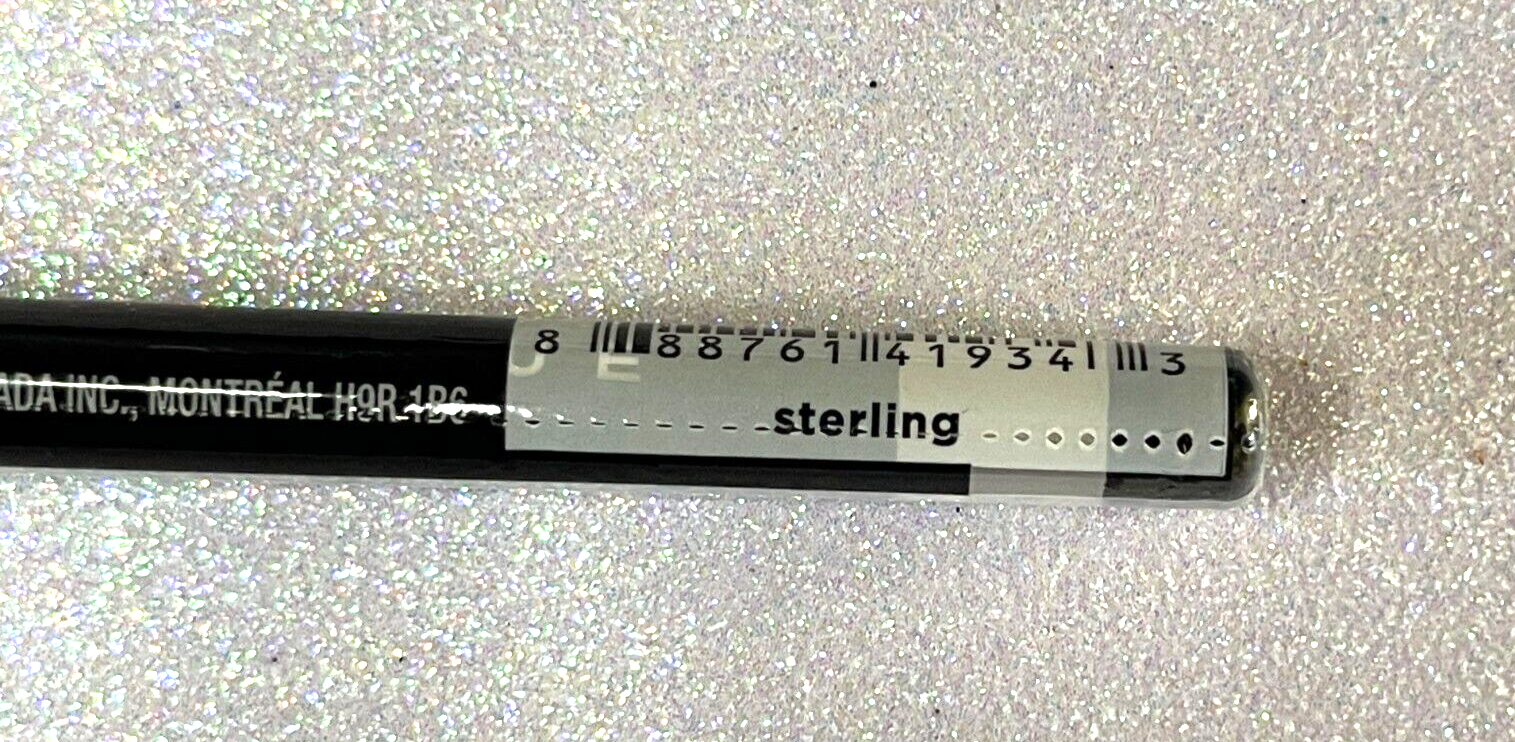 8 88761 41934 3
U E
ADA INC., MONTRÉAL H9R 1B6
sterling